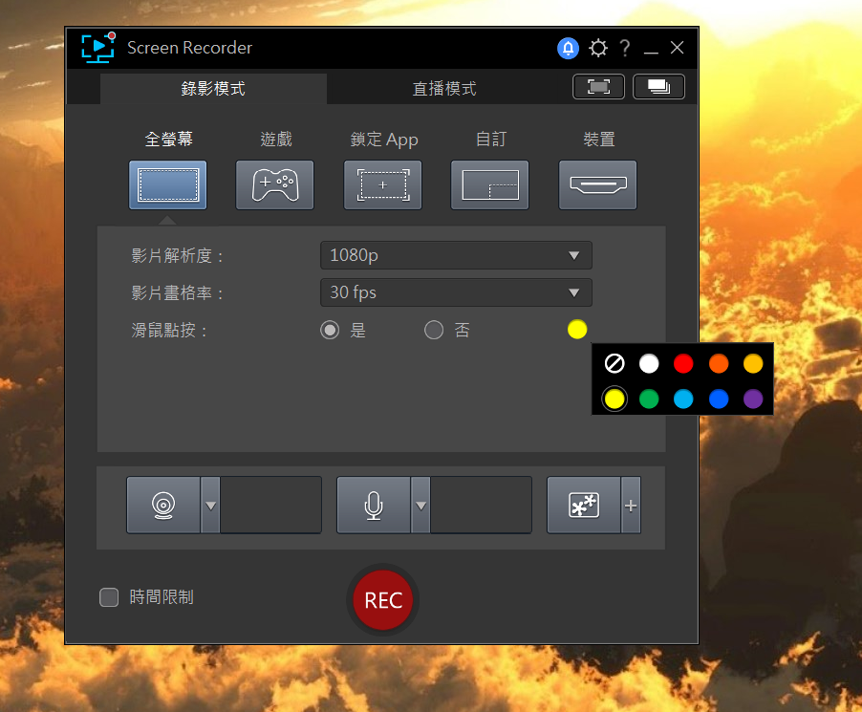 Screen Recorder
?
錄影模式 直播模式
全螢幕 遊戲 鎖定 App 自訂 裝置
影片解析度： 1080p
影片畫格率： 30 fps
滑鼠點按： 是 否
時間限制 REC